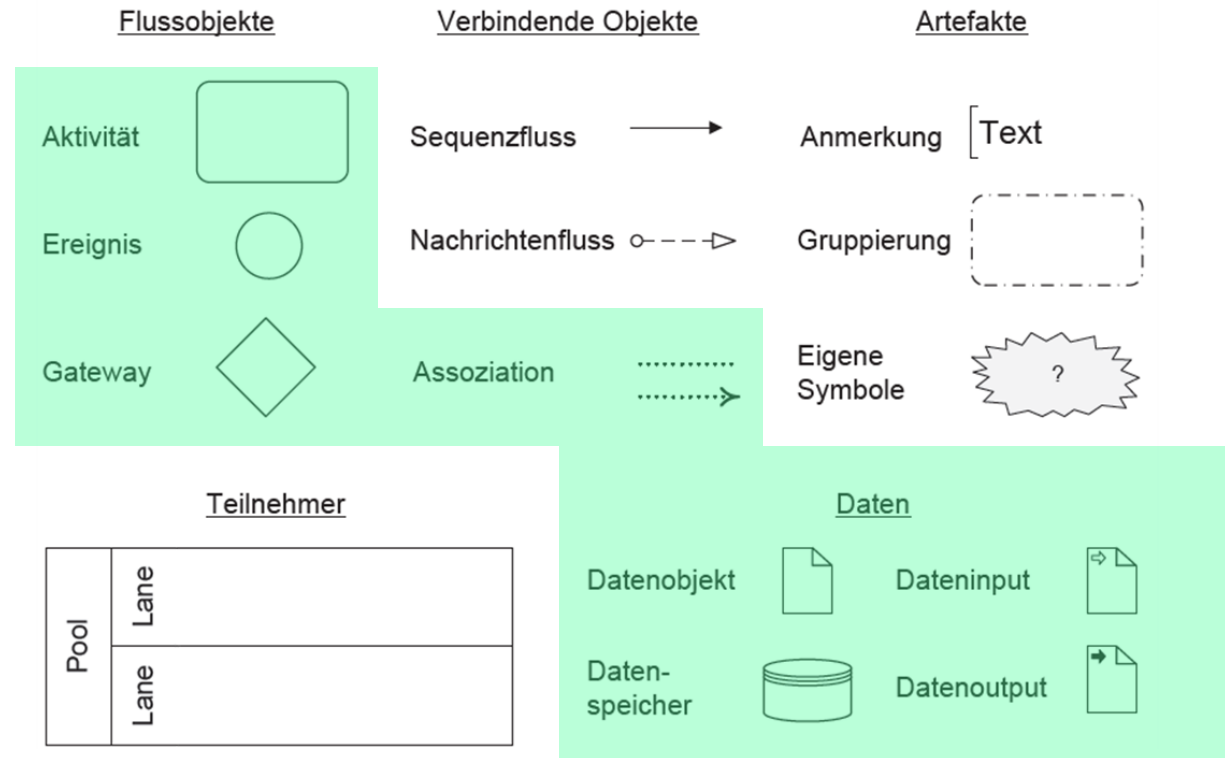 Flussobjekte
Verbindende Objekte
Artefakte
Aktivität
Sequenzfluss
Anmerkung
Text
Ereignis
Nachrichtenfluss
Gruppierung
Gateway
Assoziation
Eigene
Symbole
?
Teilnehmer
Pool
Lane
Lane
Daten
Datenobjekt
Dateninput
Daten-
speicher
Datenoutput